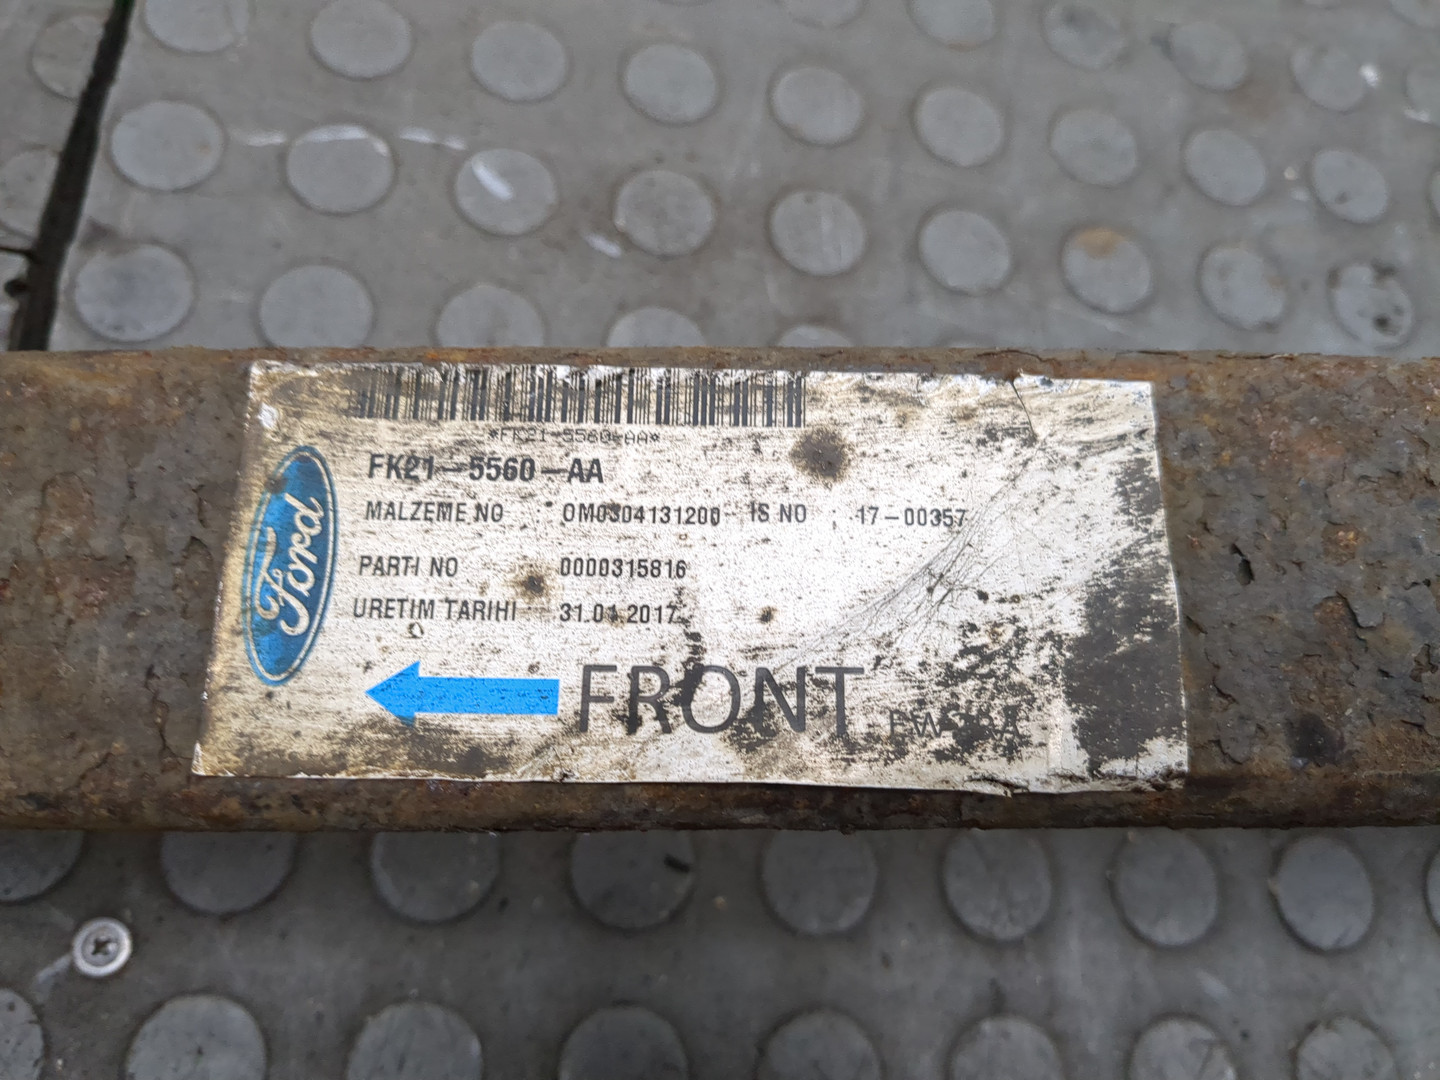 *FK21-5560-AA*
FK21-5560-AA
MALZEME NO : OM0304131200 IS NO : 17-00357
PARTI NO 0000315816
URETIM TARIHI 31.01.2017
Ford
FRONT